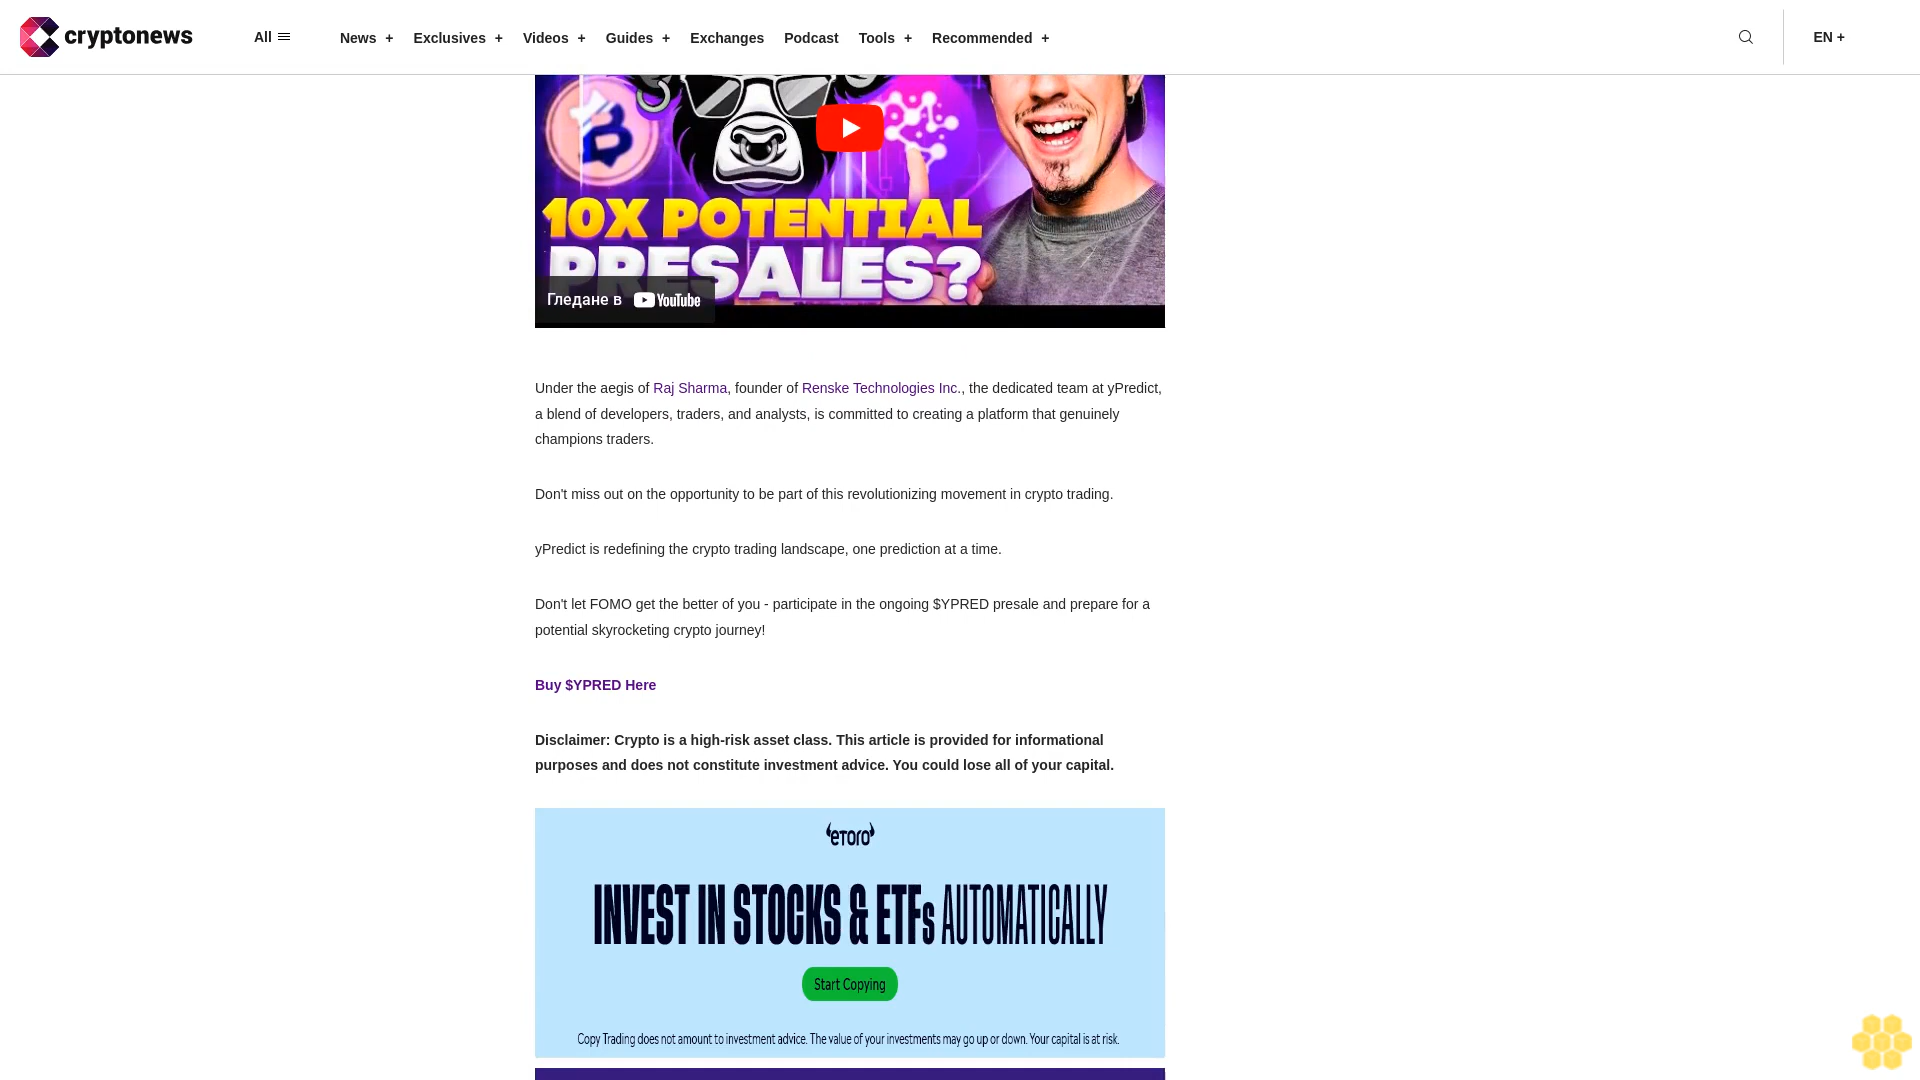 cryptonews
All
News +
Exclusives +
Videos +
Guides +
Exchanges
Podcast
Tools +
Recommended +
EN +
10X POTENTIAL
PRESALES?
Гледане в YouTube
Under the aegis of Raj Sharma, founder of Renske Technologies Inc., the dedicated team at yPredict,
a blend of developers, traders, and analysts, is committed to creating a platform that genuinely
champions traders.
Don't miss out on the opportunity to be part of this revolutionizing movement in crypto trading.
yPredict is redefining the crypto trading landscape, one prediction at a time.
Don't let FOMO get the better of you - participate in the ongoing $YPRED presale and prepare for a
potential skyrocketing crypto journey!
Buy $YPRED Here
Disclaimer: Crypto is a high-risk asset class. This article is provided for informational
purposes and does not constitute investment advice. You could lose all of your capital.
eToro
INVEST IN STOCKS & ETFs AUTOMATICALLY
Start Copying
Copy Trading does not amount to investment advice. The value of your investments may go up or down. Your capital is at risk.